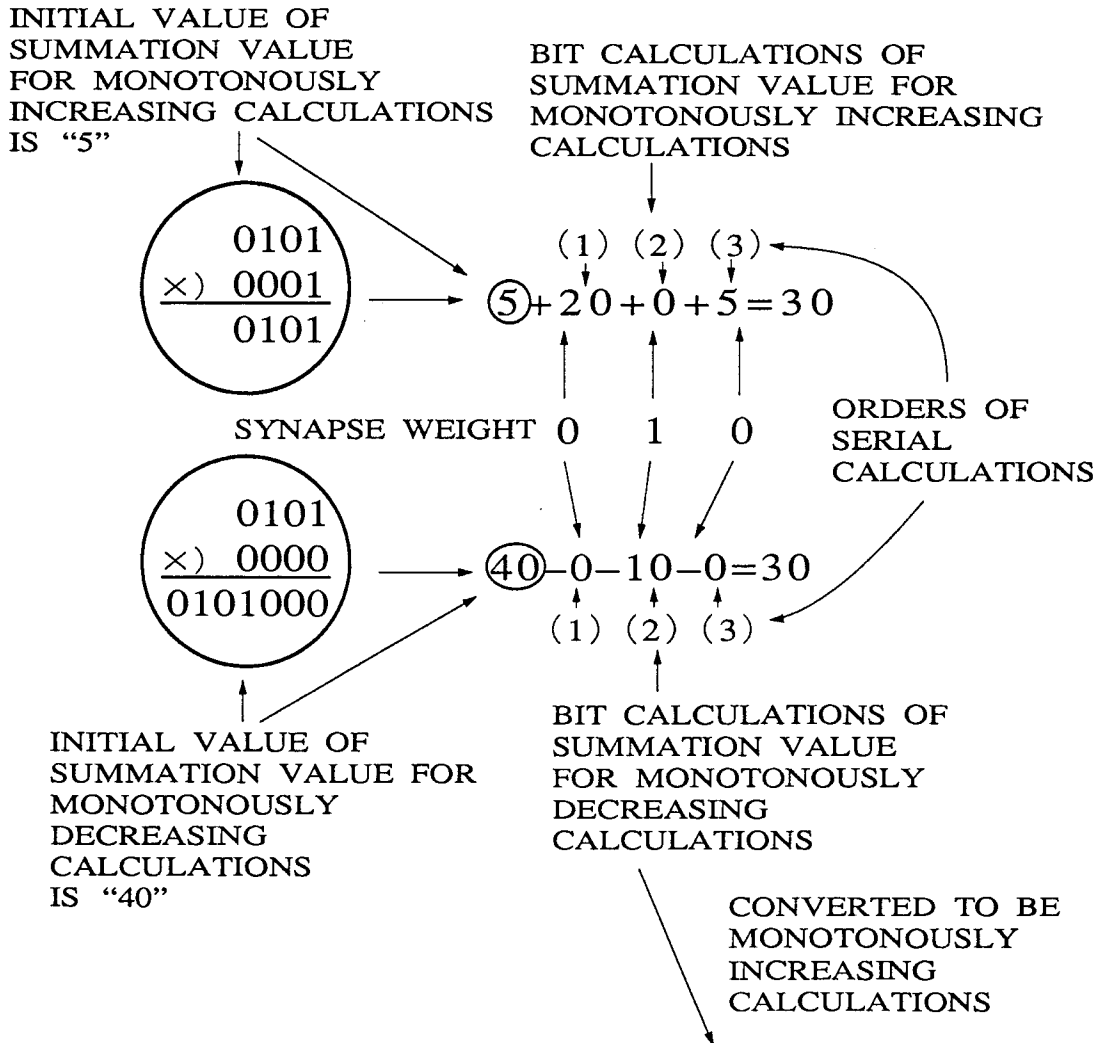 INITIAL VALUE OF
SUMMATION VALUE
FOR MONOTONOUSLY
INCREASING CALCULATIONS
IS “5”
BIT CALCULATIONS OF
SUMMATION VALUE FOR
MONOTONOUSLY INCREASING
CALCULATIONS
0101
×) 0001
0101
(1) (2) (3)
5+20+0+5=30
SYNAPSE WEIGHT 0 1 0
ORDERS OF
SERIAL
CALCULATIONS
0101
×) 0000
0101000
40–0–10–0=30
(1) (2) (3)
INITIAL VALUE OF
SUMMATION VALUE FOR
MONOTONOUSLY
DECREASING
CALCULATIONS
IS “40”
BIT CALCULATIONS OF
SUMMATION VALUE
FOR MONOTONOUSLY
DECREASING
CALCULATIONS
CONVERTED TO BE
MONOTONOUSLY
INCREASING
CALCULATIONS